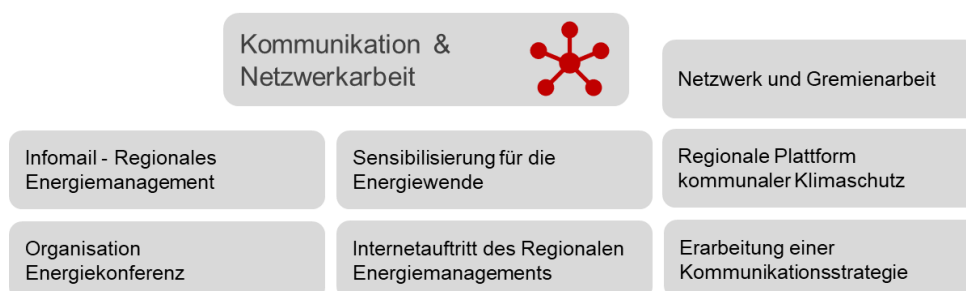 Kommunikation &
Netzwerkarbeit
Netzwerk und Gremienarbeit
Infomail - Regionales
Energiemanagement
Sensibilisierung für die
Energiewende
Regionale Plattform
kommunaler Klimaschutz
Organisation
Energiekonferenz
Internetauftritt des Regionalen
Energiemanagements
Erarbeitung einer
Kommunikationsstrategie